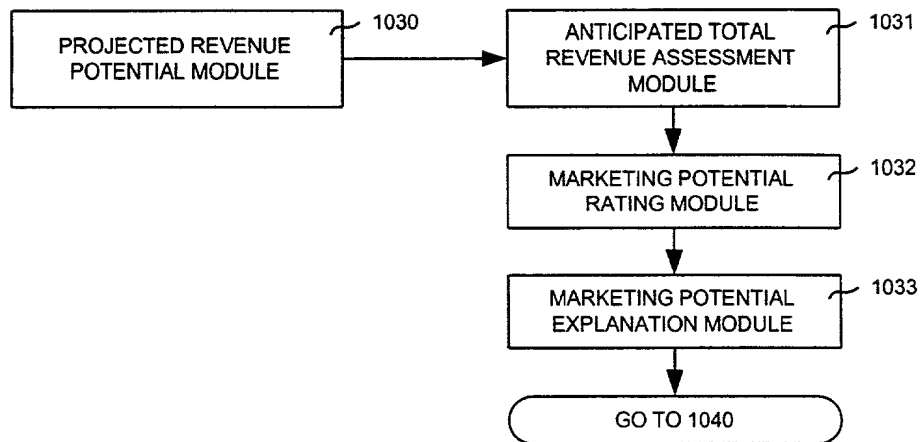 1030
PROJECTED REVENUE
POTENTIAL MODULE
1031
ANTICIPATED TOTAL
REVENUE ASSESSMENT
MODULE
1032
MARKETING POTENTIAL
RATING MODULE
1033
MARKETING POTENTIAL
EXPLANATION MODULE
GO TO 1040